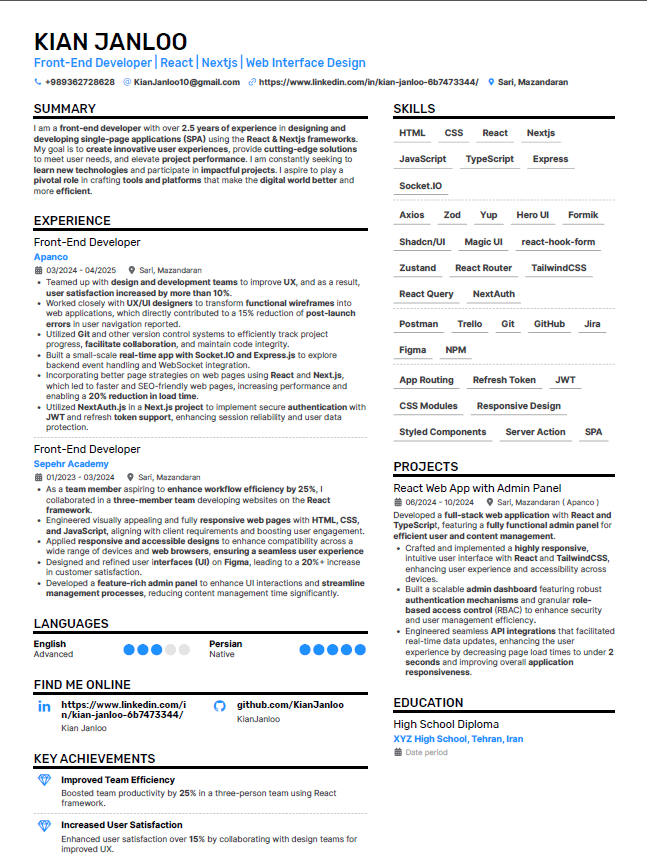 KIAN JANLOO
Front-End Developer | React | Nextjs | Web Interface Design
+989362728628 @ KianJanloo10@gmail.com https://www.linkedin.com/in/kian-janloo-6b7473344/ Sari, Mazandaran
SUMMARY
I am a front-end developer with over 2.5 years of experience in designing and
developing single-page applications (SPA) using the React & Nextjs frameworks.
My goal is to create innovative user experiences, provide cutting-edge solutions
to meet user needs, and elevate project performance. I am constantly seeking to
learn new technologies and participate in impactful projects. I aspire to play a
pivotal role in crafting tools and platforms that make the digital world better and
more efficient.
EXPERIENCE
Front-End Developer
Apanco
03/2024 - 04/2025 Sari, Mazandaran
• Teamed up with design and development teams to improve UX, and as a result,
user satisfaction increased by more than 10%.
• Worked closely with UX/UI designers to transform functional wireframes into
web applications, which directly contributed to a 15% reduction of post-launch
errors in user navigation reported.
• Utilized Git and other version control systems to efficiently track project
progress, facilitate collaboration, and maintain code integrity.
• Built a small-scale real-time app with Socket.IO and Express.js to explore
backend event handling and WebSocket integration.
• Incorporating better page strategies on web pages using React and Next.js,
which led to faster and SEO-friendly web pages, increasing performance and
enabling a 20% reduction in load time.
• Utilized NextAuth.js in a Next.js project to implement secure authentication with
JWT and refresh token support, enhancing session reliability and user data
protection.
Front-End Developer
Sepehr Academy
01/2023 - 03/2024 Sari, Mazandaran
• As a team member aspiring to enhance workflow efficiency by 25%, I
collaborated in a three-member team developing websites on the React
framework.
• Engineered visually appealing and fully responsive web pages with HTML, CSS,
and JavaScript, aligning with client requirements and boosting user engagement.
• Applied responsive and accessible designs to enhance compatibility across a
wide range of devices and web browsers, ensuring a seamless user experience
• Designed and refined user interfaces (UI) on Figma, leading to a 20%+ increase
in customer satisfaction.
• Developed a feature-rich admin panel to enhance UI interactions and streamline
management processes, reducing content management time significantly.
LANGUAGES
English
Advanced
Persian
Native
FIND ME ONLINE
in https://www.linkedin.com/i
n/kian-janloo-6b7473344/
Kian Janloo
github.com/KianJanloo
KianJanloo
KEY ACHIEVEMENTS
Improved Team Efficiency
Boosted team productivity by 25% in a three-person team using React
framework.
Increased User Satisfaction
Enhanced user satisfaction over 15% by collaborating with design teams for
improved UX.
SKILLS
HTML CSS React Nextjs
JavaScript TypeScript Express
Socket.IO
Axios Zod Yup Hero UI Formik
Shadcn/UI Magic UI react-hook-form
Zustand React Router TailwindCSS
React Query NextAuth
Postman Trello Git GitHub Jira
Figma NPM
App Routing Refresh Token JWT
CSS Modules Responsive Design
Styled Components Server Action SPA
PROJECTS
React Web App with Admin Panel
06/2024 - 10/2024 Sari, Mazandaran ( Apanco )
Developed a full-stack web application with React and
TypeScript, featuring a fully functional admin panel for
efficient user and content management.
• Crafted and implemented a highly responsive,
intuitive user interface with React and TailwindCSS,
enhancing user experience and accessibility across
devices.
• Built a scalable admin dashboard featuring robust
authentication mechanisms and granular role-
based access control (RBAC) to enhance security
and user management efficiency.
• Engineered seamless API integrations that facilitated
real-time data updates, enhancing the user
experience by decreasing page load times to under 2
seconds and improving overall application
responsiveness.
EDUCATION
High School Diploma
XYZ High School, Tehran, Iran
Date period